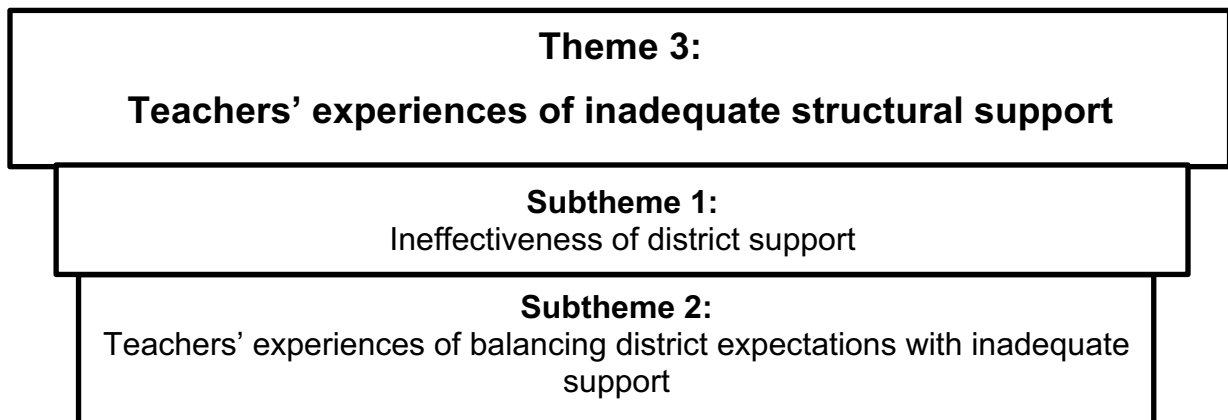 Theme 3:
Teachers’ experiences of inadequate structural support
Subtheme 1:
Ineffectiveness of district support
Subtheme 2:
Teachers’ experiences of balancing district expectations with inadequate
support